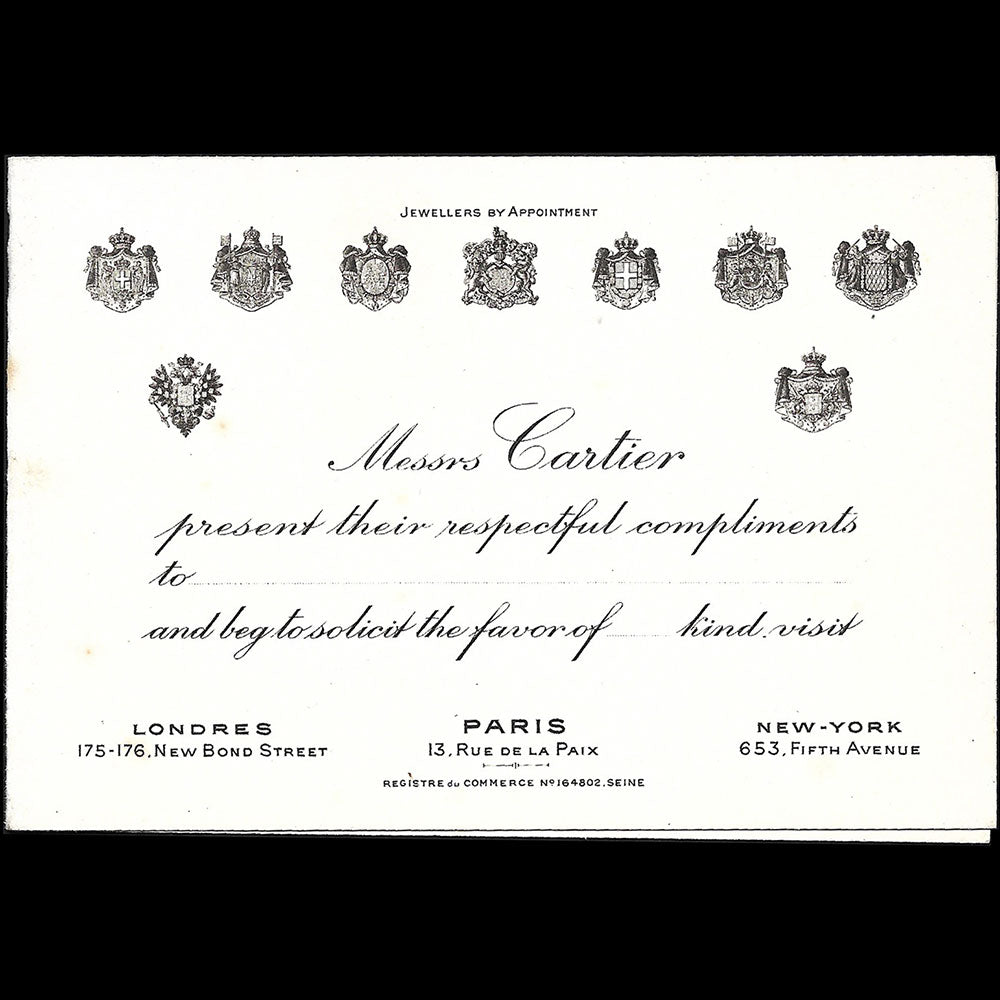 JEWELLERS BY APPOINTMENT
Messrs Cartier
present their respectful compliments
to
and beg to solicit the favor of kind visit
LONDRES
175-176, NEW BOND STREET
PARIS
13, RUE DE LA PAIX
REGISTRE du COMMERCE Nº 164802. SEINE
NEW-YORK
653, FIFTH AVENUE